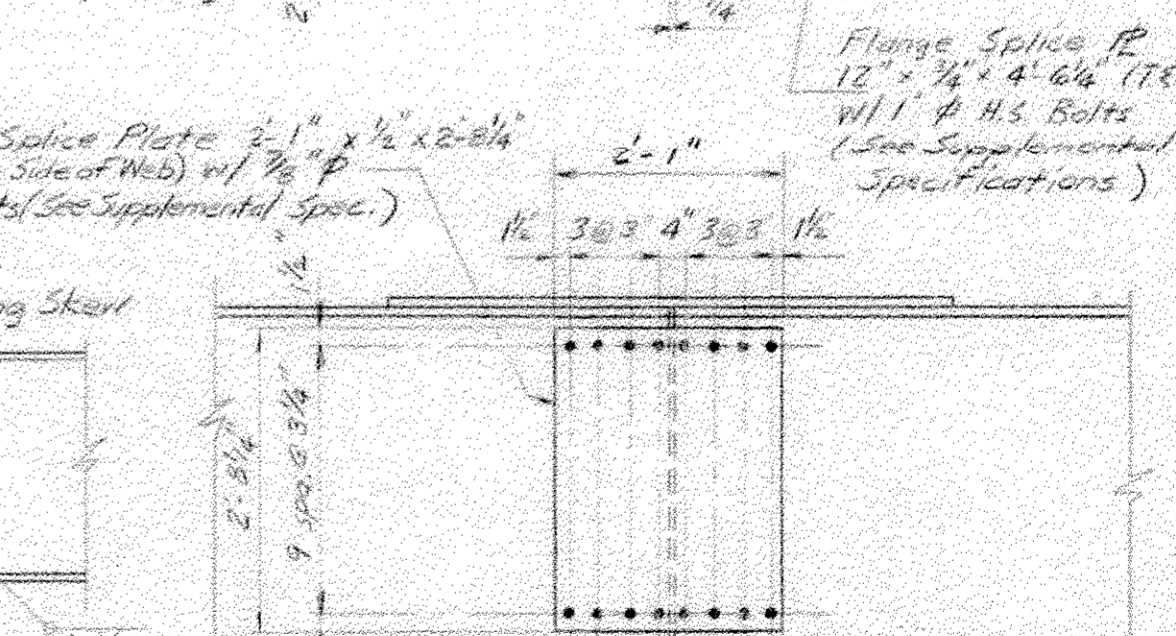 1/4
Flange Splice PL
12" x 3/4" x 4'-6 1/4"
w/ 1" ϕ H.S. Bolts
(See Supplemental
Specifications)
Splice Plate 2'-1" x 1/2" x 2'-8 1/4"
Side of Web) w/ 7/8" ϕ
(See Supplemental Spec.)
2'-1"
1 1/2" 3@3" 4" 3@3 1 1/2"
1 1/2"
Skew
2'-8 1/4"
9 spa. @ 3 1/4"